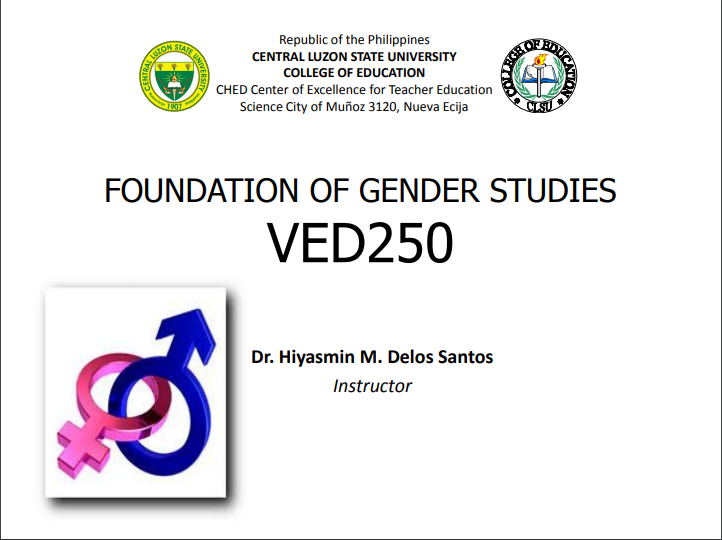 Republic of the Philippines
CENTRAL LUZON STATE UNIVERSITY
COLLEGE OF EDUCATION
CHED Center of Excellence for Teacher Education
Science City of Muñoz 3120, Nueva Ecija
CENTRAL LUZON STATE UNIVERSITY
1907
COLLEGE OF EDUCATION
CLSU
FOUNDATION OF GENDER STUDIES
VED250
Dr. Hiyasmin M. Delos Santos
Instructor